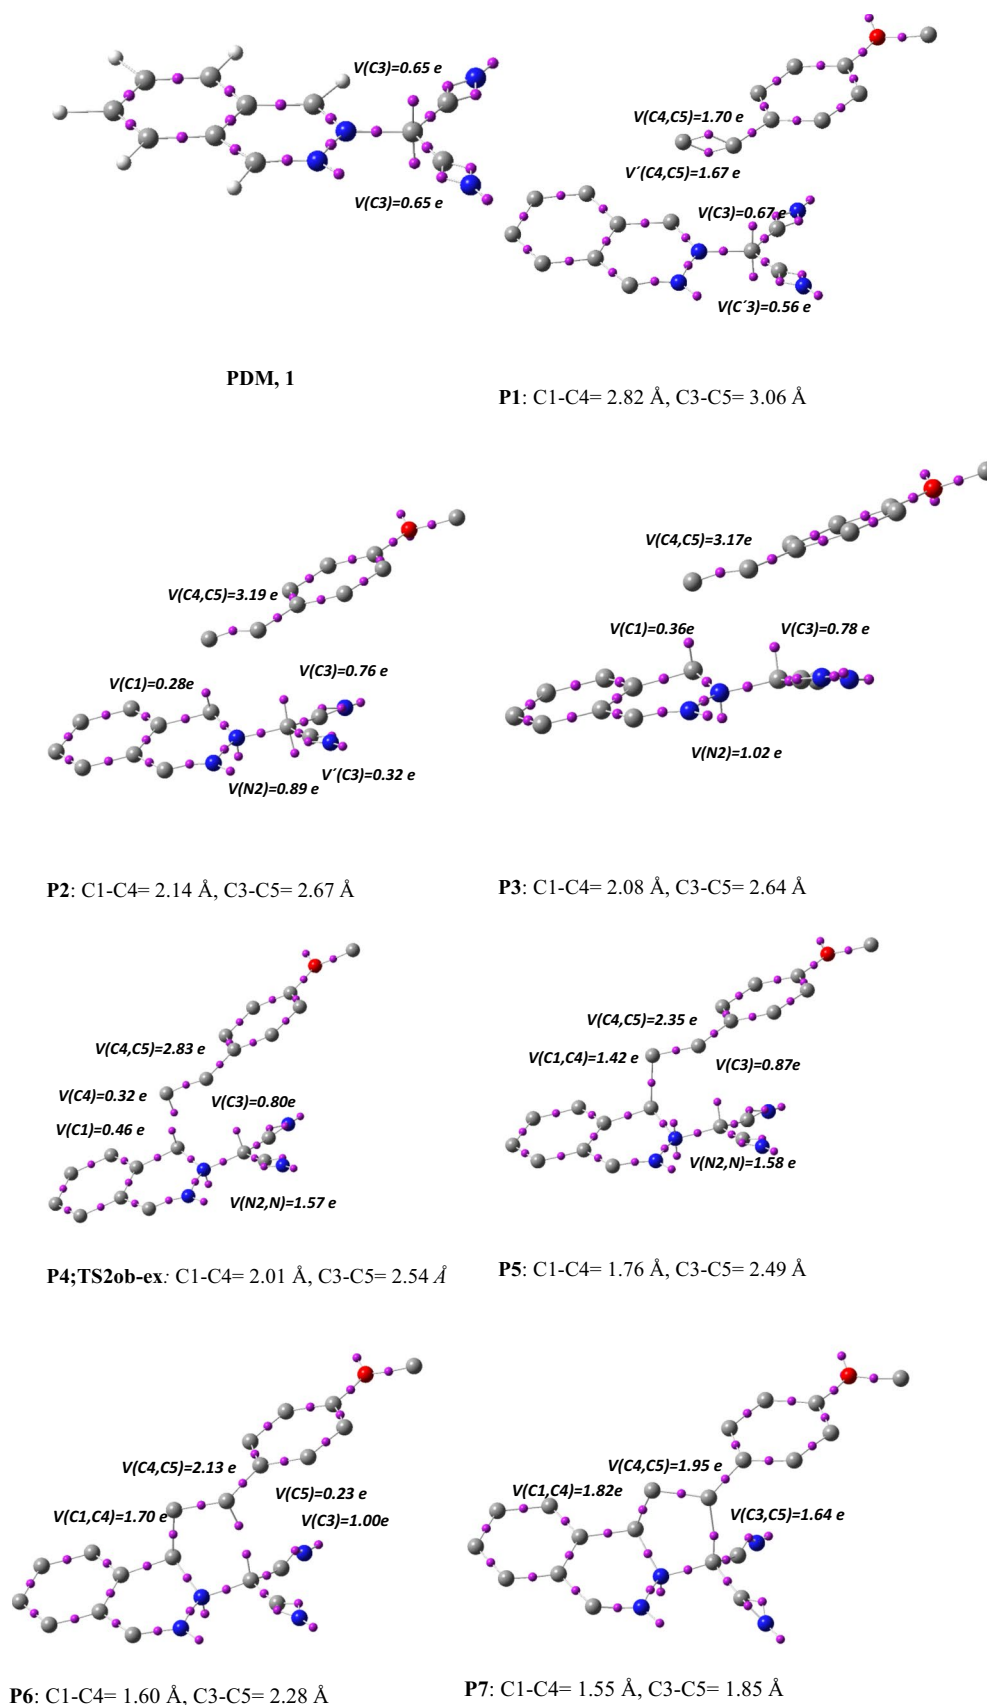 V(C3)=0.65 e
V(C3)=0.65 e
PDM, 1
V(C4,C5)=1.70 e
V´(C4,C5)=1.67 e
V(C3)=0.67 e
V(C´3)=0.56 e
P1: C1-C4= 2.82 Å, C3-C5= 3.06 Å
V(C4,C5)=3.19 e
V(C1)=0.28e
V(C3)=0.76 e
V(N2)=0.89 e
V´(C3)=0.32 e
P2: C1-C4= 2.14 Å, C3-C5= 2.67 Å
V(C4,C5)=3.17e
V(C1)=0.36e
V(C3)=0.78 e
V(N2)=1.02 e
P3: C1-C4= 2.08 Å, C3-C5= 2.64 Å
V(C4,C5)=2.83 e
V(C4)=0.32 e
V(C3)=0.80e
V(C1)=0.46 e
V(N2,N)=1.57 e
P4;TS2ob-ex: C1-C4= 2.01 Å, C3-C5= 2.54 Å
V(C4,C5)=2.35 e
V(C1,C4)=1.42 e
V(C3)=0.87e
V(N2,N)=1.58 e
P5: C1-C4= 1.76 Å, C3-C5= 2.49 Å
V(C4,C5)=2.13 e
V(C5)=0.23 e
V(C1,C4)=1.70 e
V(C3)=1.00e
P6: C1-C4= 1.60 Å, C3-C5= 2.28 Å
V(C4,C5)=1.95 e
V(C1,C4)=1.82e
V(C3,C5)=1.64 e
P7: C1-C4= 1.55 Å, C3-C5= 1.85 Å